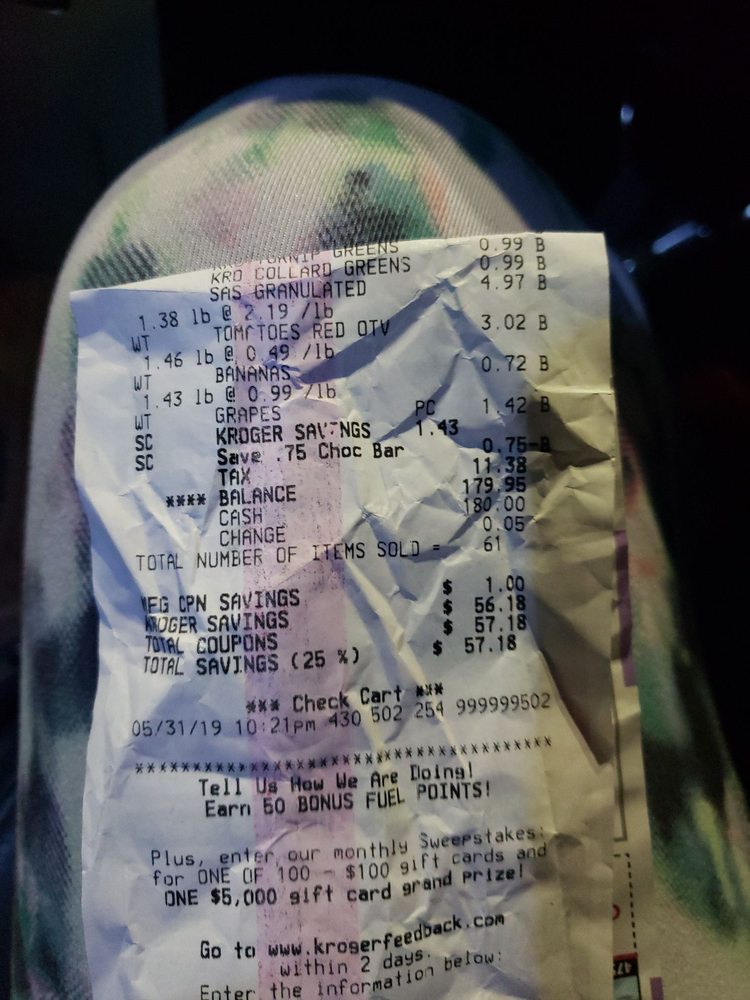 TURNIP GREENS 0.99 B
KRO COLLARD GREENS 0.99 B
SAS GRANULATED 4.97 B
1.38 lb @ 2.19 /lb
WT TOMATOES RED OTV 3.02 B
1.46 lb @ 0.49 /lb
WT BANANAS 0.72 B
1.43 lb @ 0.99 /lb
WT GRAPES PC 1.42 B
SC KROGER SAVINGS 1.43
SC Save .75 Choc Bar 0.75-B
TAX 11.38
**** BALANCE 179.95
CASH 180.00
CHANGE 0.05
TOTAL NUMBER OF ITEMS SOLD = 61
MFG CPN SAVINGS $ 1.00
KROGER SAVINGS $ 56.18
TOTAL COUPONS $ 57.18
TOTAL SAVINGS (25 %) $ 57.18
*** Check Cart ***
05/31/19 10:21pm 430 502 254 999999502
************************************************
Tell Us How We Are Doing!
Earn 50 BONUS FUEL POINTS!
Plus, enter our monthly Sweepstakes:
for ONE OF 100 - $100 gift cards and
ONE $5,000 gift card grand prize!
Go to www.krogerfeedback.com
within 2 days.
Enter the information below: